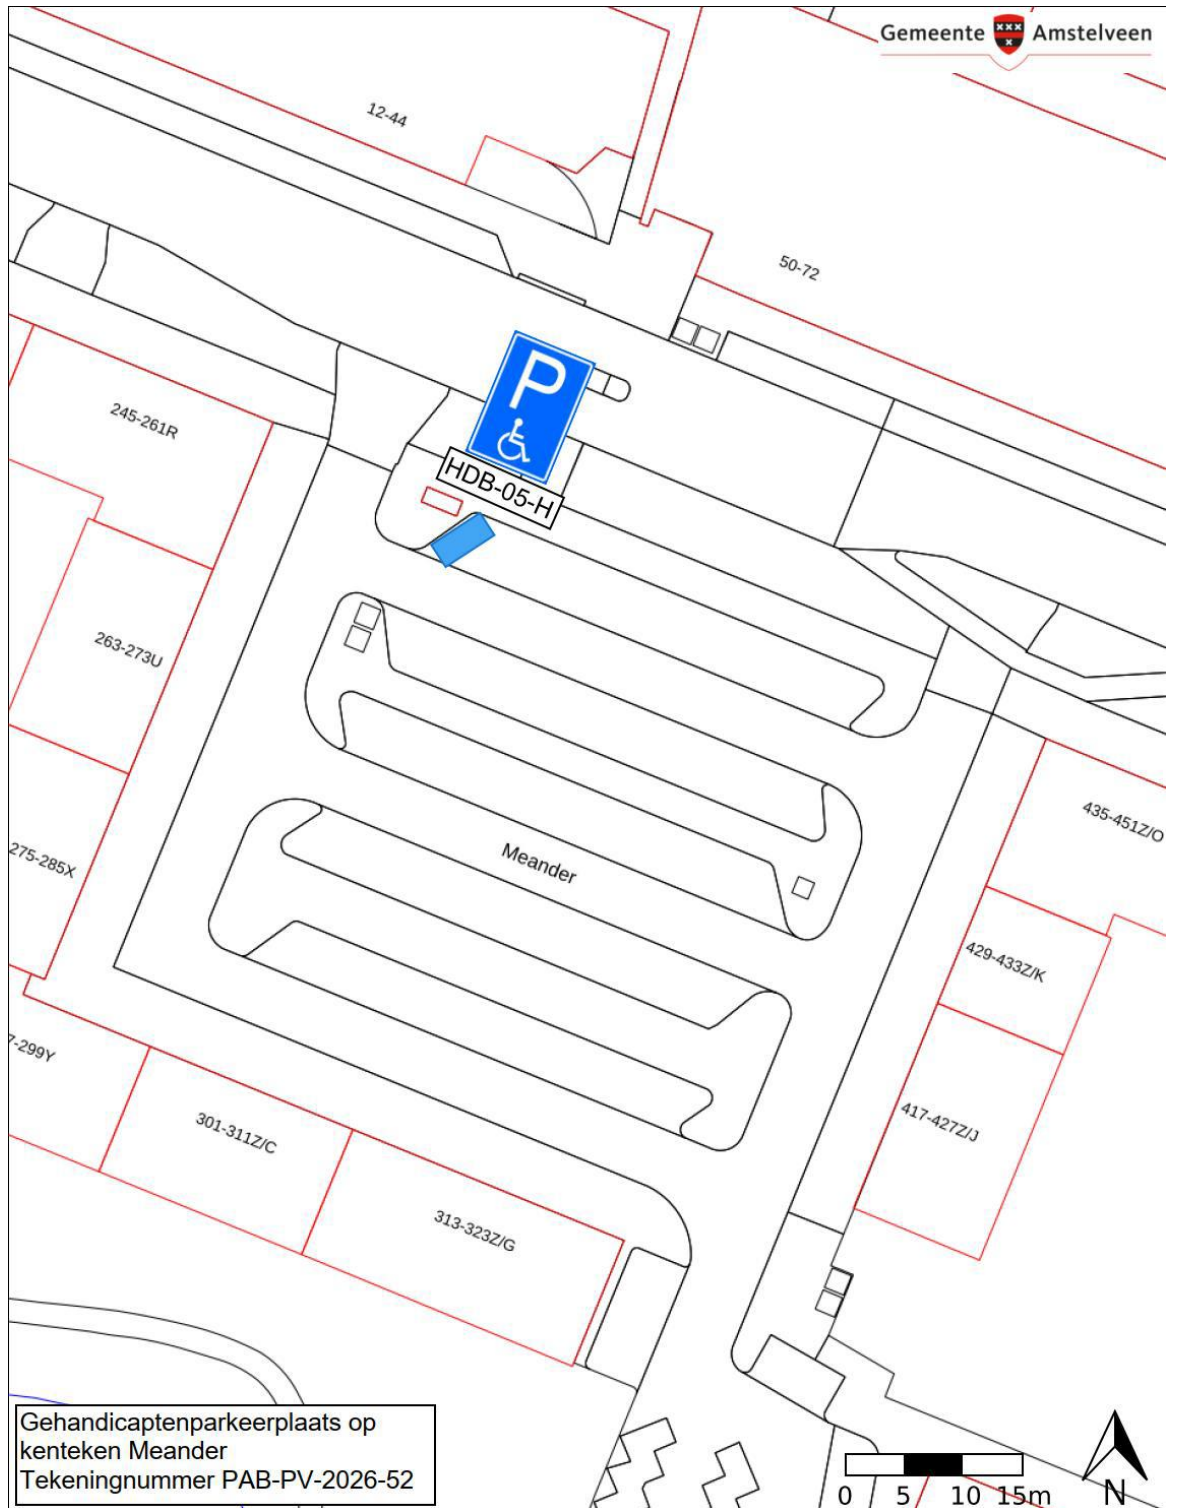 Gemeente Amstelveen
12-44
50-72
P
245-261R
HDB-05-H
263-273U
435-451Z/O
275-285X
Meander
429-433Z/K
7-299Y
417-427Z/J
301-311Z/C
313-323Z/G
Gehandicaptenparkeerplaats op
kenteken Meander
Tekeningnummer PAB-PV-2026-52
0 5 10 15m
N